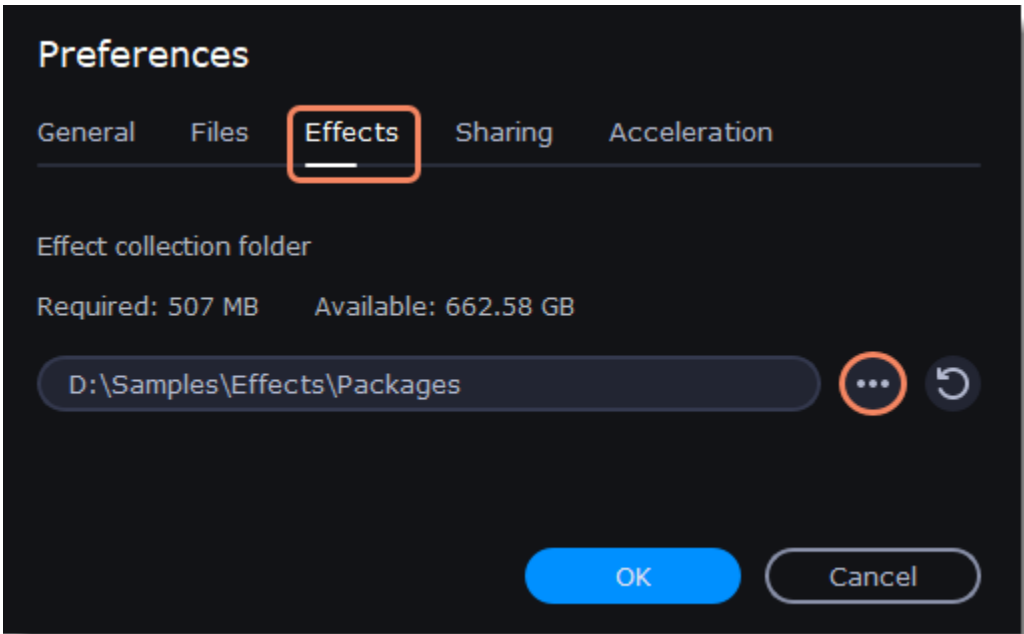 Preferences
General Files Effects Sharing Acceleration
Effect collection folder
Required: 507 MB Available: 662.58 GB
D:\Samples\Effects\Packages
OK Cancel